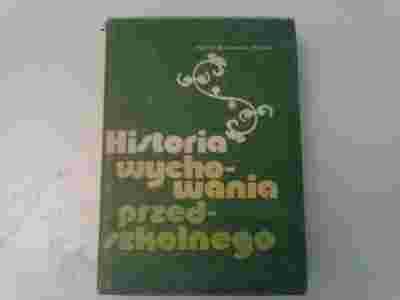 Historia
wycho-
wania
przed-
szkolnego